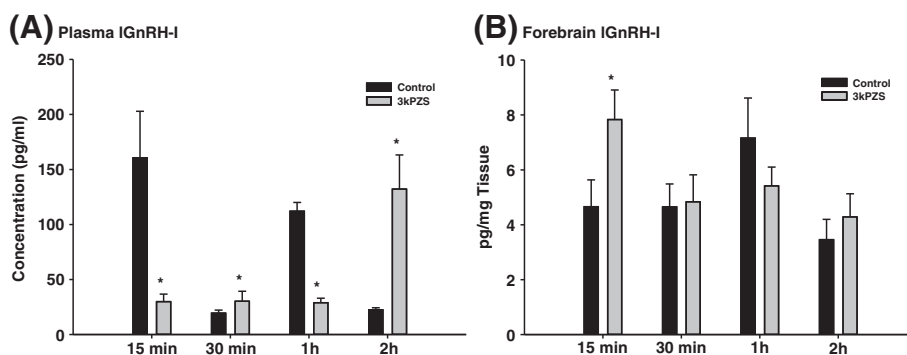 (A) Plasma lGnRH-I
Concentration (pg/ml)
250
200
150
100
50
0
Control
3kPZS
*
*
*
*
15 min 30 min 1h 2h
(B) Forebrain lGnRH-I
pg/mg Tissue
10
8
6
4
2
0
Control
3kPZS
*
15 min 30 min 1h 2h